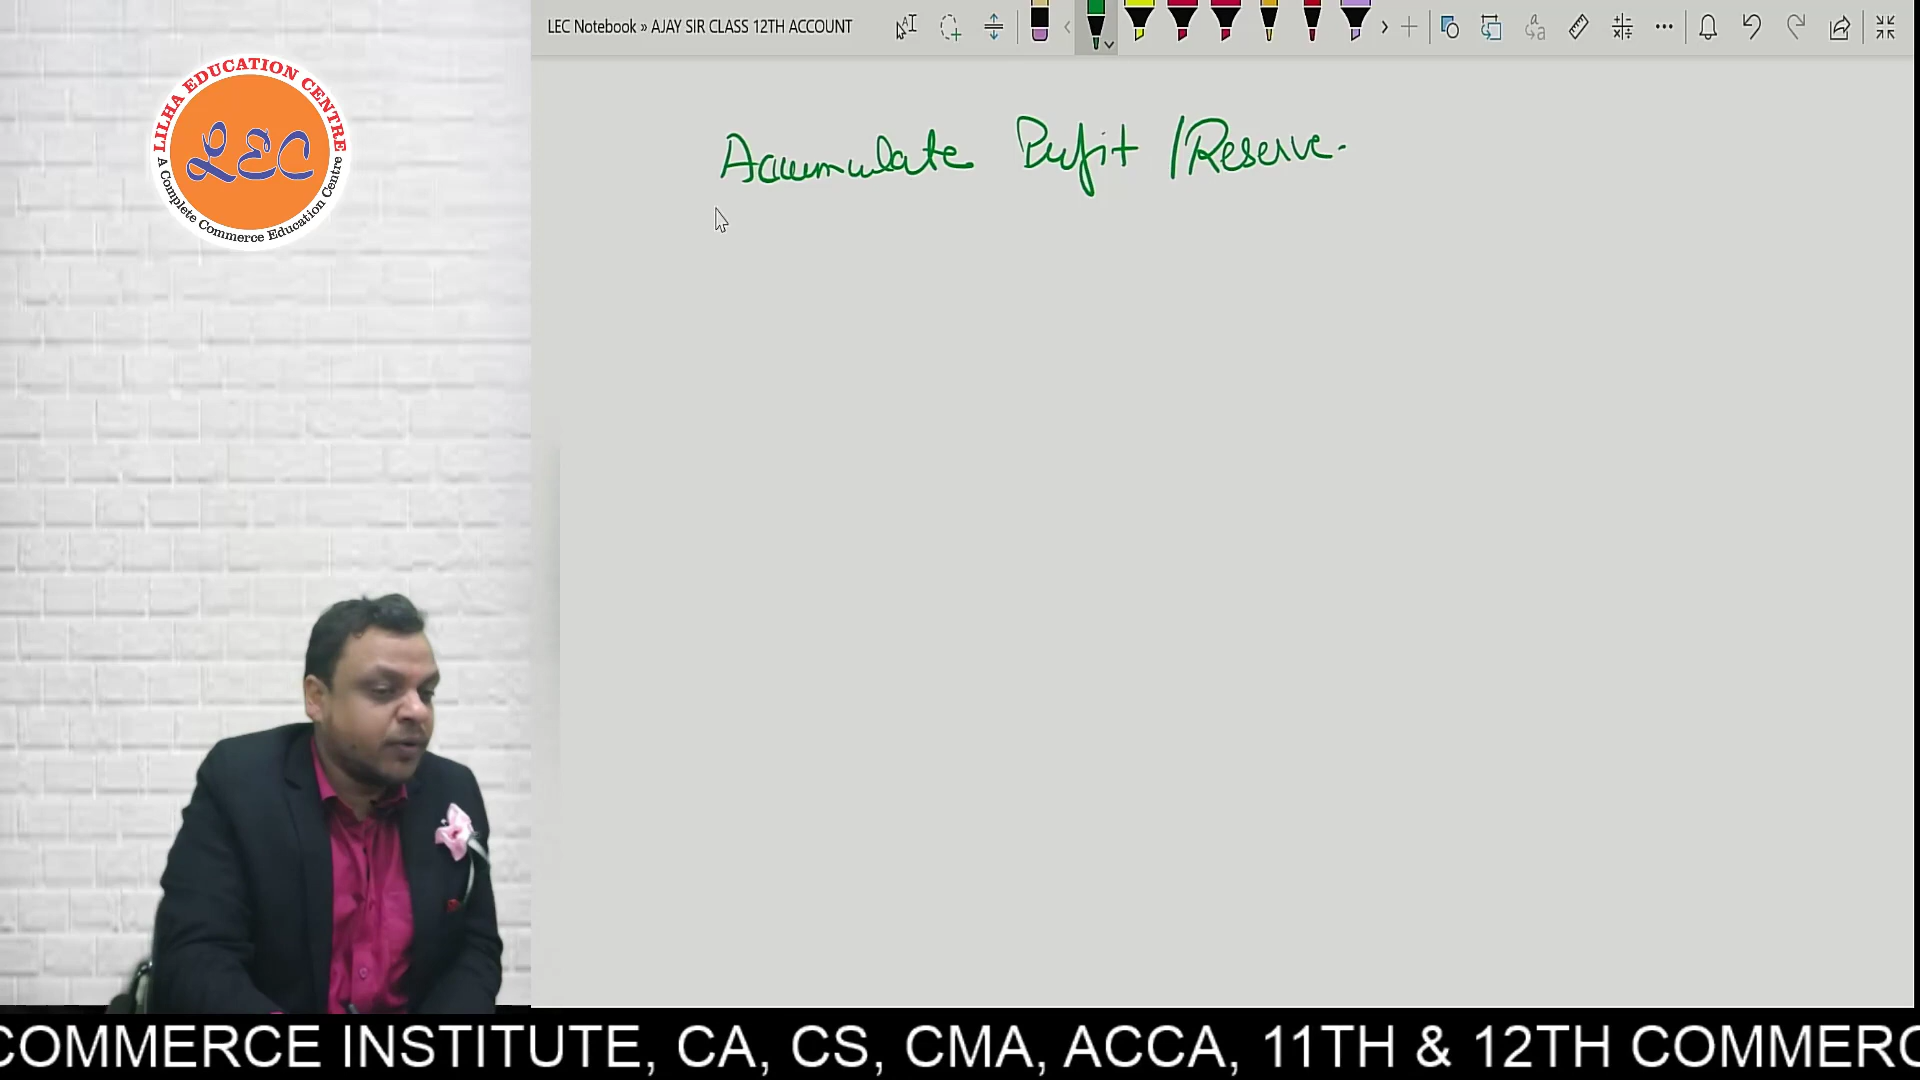 LEC Notebook » AJAY SIR CLASS 12TH ACCOUNT
LILHA EDUCATION CENTRE
LEC
A Complete Commerce Education Centre
Accumulate Profit / Reserve.
COMMERCE INSTITUTE, CA, CS, CMA, ACCA, 11TH & 12TH COMMERC